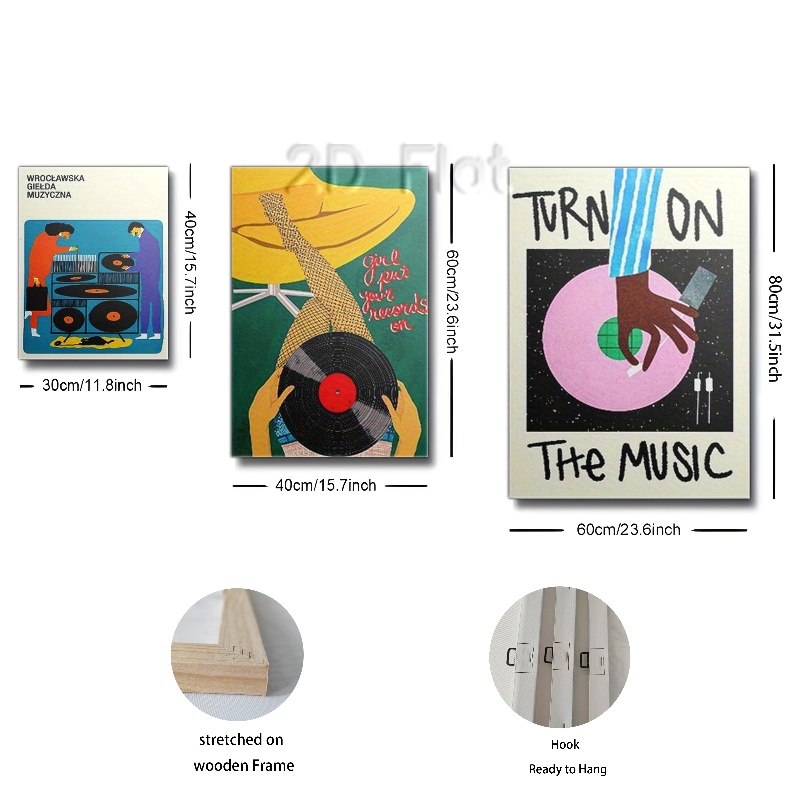 2D Flat
WROCŁAWSKA
GIEŁDA
MUZYCZNA
40cm/15.7inch
30cm/11.8inch
girl
put
your
records
on
60cm/23.6inch
40cm/15.7inch
TURN ON
THe MUSIC
80cm/31.5inch
60cm/23.6inch
stretched on
wooden Frame
Hook
Ready to Hang